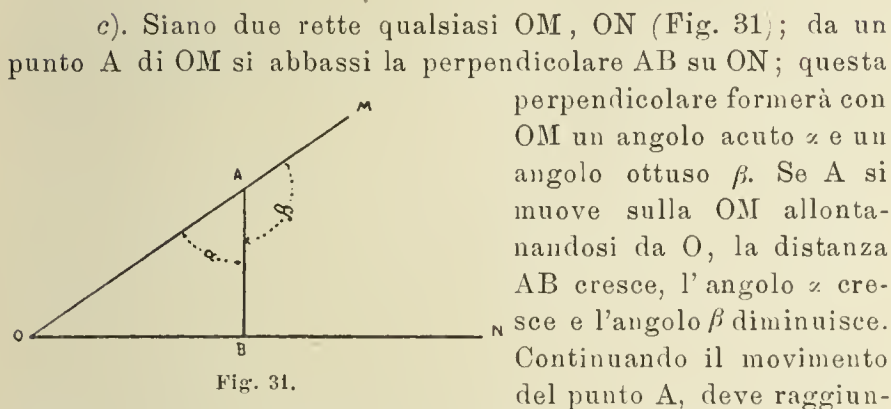 c). Siano due rette qualsiasi OM, ON (Fig. 31); da un
punto A di OM si abbassi la perpendicolare AB su ON; questa
perpendicolare formerà con
OM un angolo acuto α e un
angolo ottuso β. Se A si
muove sulla OM allonta-
nandosi da O, la distanza
AB cresce, l'angolo α cre-
sce e l'angolo β diminuisce.
Continuando il movimento
del punto A, deve raggiun-
M
A
β
α
O
B
N
Fig. 31.